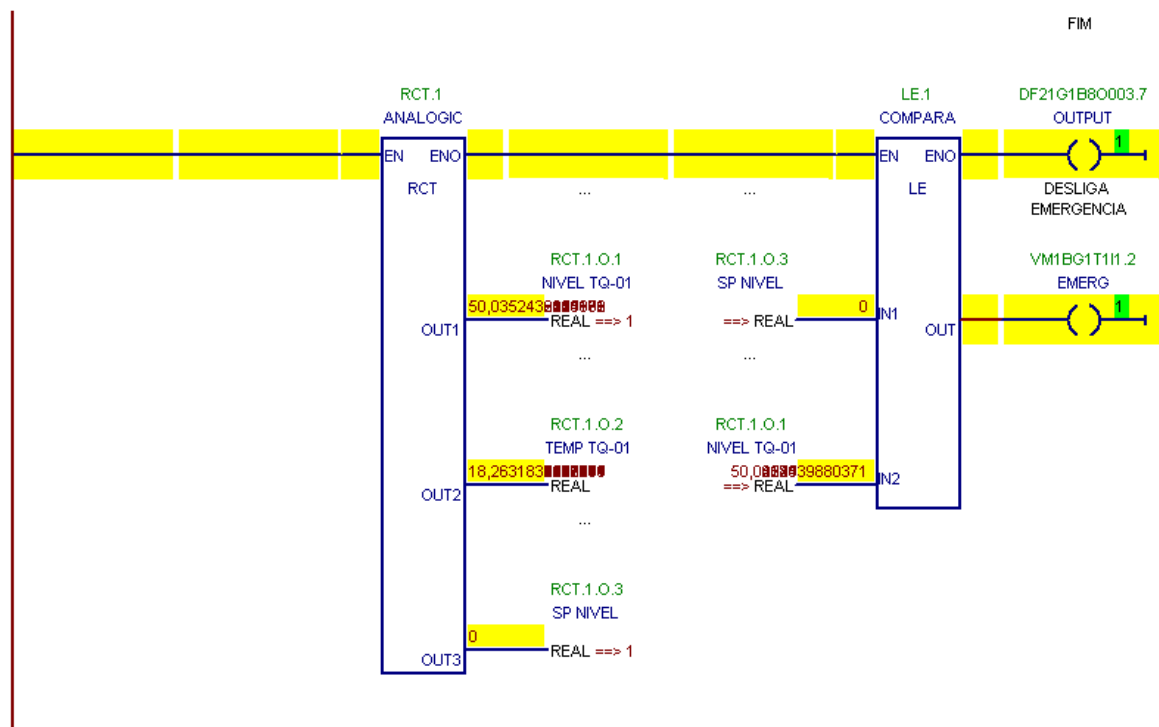 FIM
RCT.1
ANALOGIC
LE.1
COMPARA
DF21G1B8O003.7
OUTPUT
EN ENO
RCT
EN ENO
LE
1
DESLIGA
EMERGENCIA
...
...
RCT.1.O.1
NIVEL TQ-01
RCT.1.O.3
SP NIVEL
VM1BG1T1I1.2
EMERG
OUT1
REAL ==> 1
0
==> REAL
IN1
OUT
1
...
...
RCT.1.O.2
TEMP TQ-01
RCT.1.O.1
NIVEL TQ-01
OUT2
REAL
==> REAL
IN2
...
RCT.1.O.3
SP NIVEL
0
OUT3
REAL ==> 1